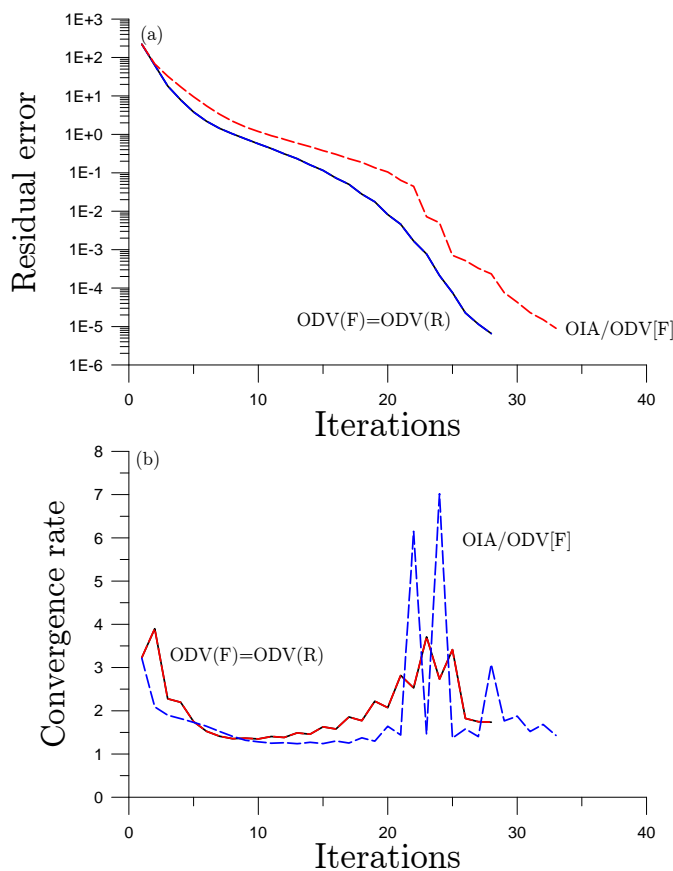 (a)
1E+3
1E+2
1E+1
1E+0
1E-1
1E-2
1E-3
1E-4
1E-5
1E-6
Residual error
ODV(F)=ODV(R)
OIA/ODV[F]
0 10 20 30 40
Iterations
(b)
8
7
6
5
4
3
2
1
0
Convergence rate
OIA/ODV[F]
ODV(F)=ODV(R)
0 10 20 30 40
Iterations